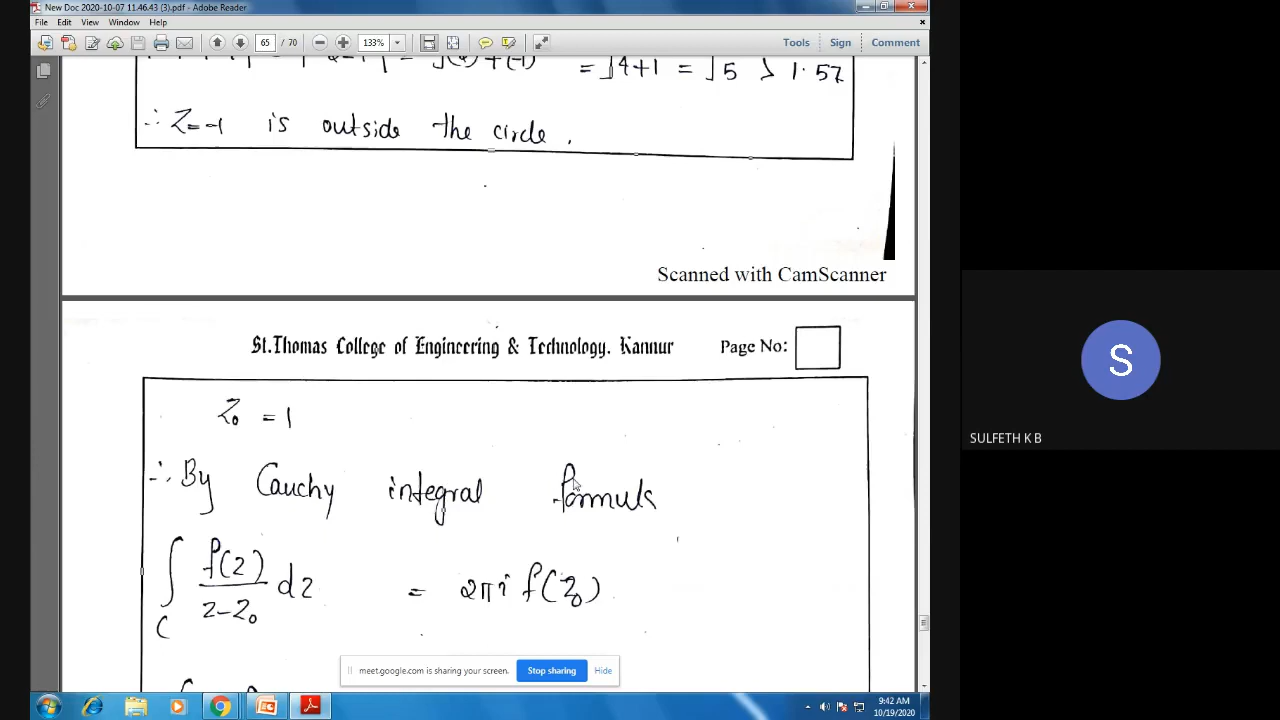 New Doc 2020-10-07 11.46.43 (3).pdf - Adobe Reader
File Edit View Window Help
65 / 70 133% Tools Sign Comment
= √4+1 = √5 > 1.57
∴ Z=-1 is outside the circle.
Scanned with CamScanner
St.Thomas College of Engineering & Technology. Kannur Page No:
Z₀ = 1
∴ By Cauchy integral formula
∫_C f(z)/(z-z₀) dz = 2πi f(z₀)
meet.google.com is sharing your screen. Stop sharing Hide
S
SULFETH K B
9:42 AM
10/19/2020